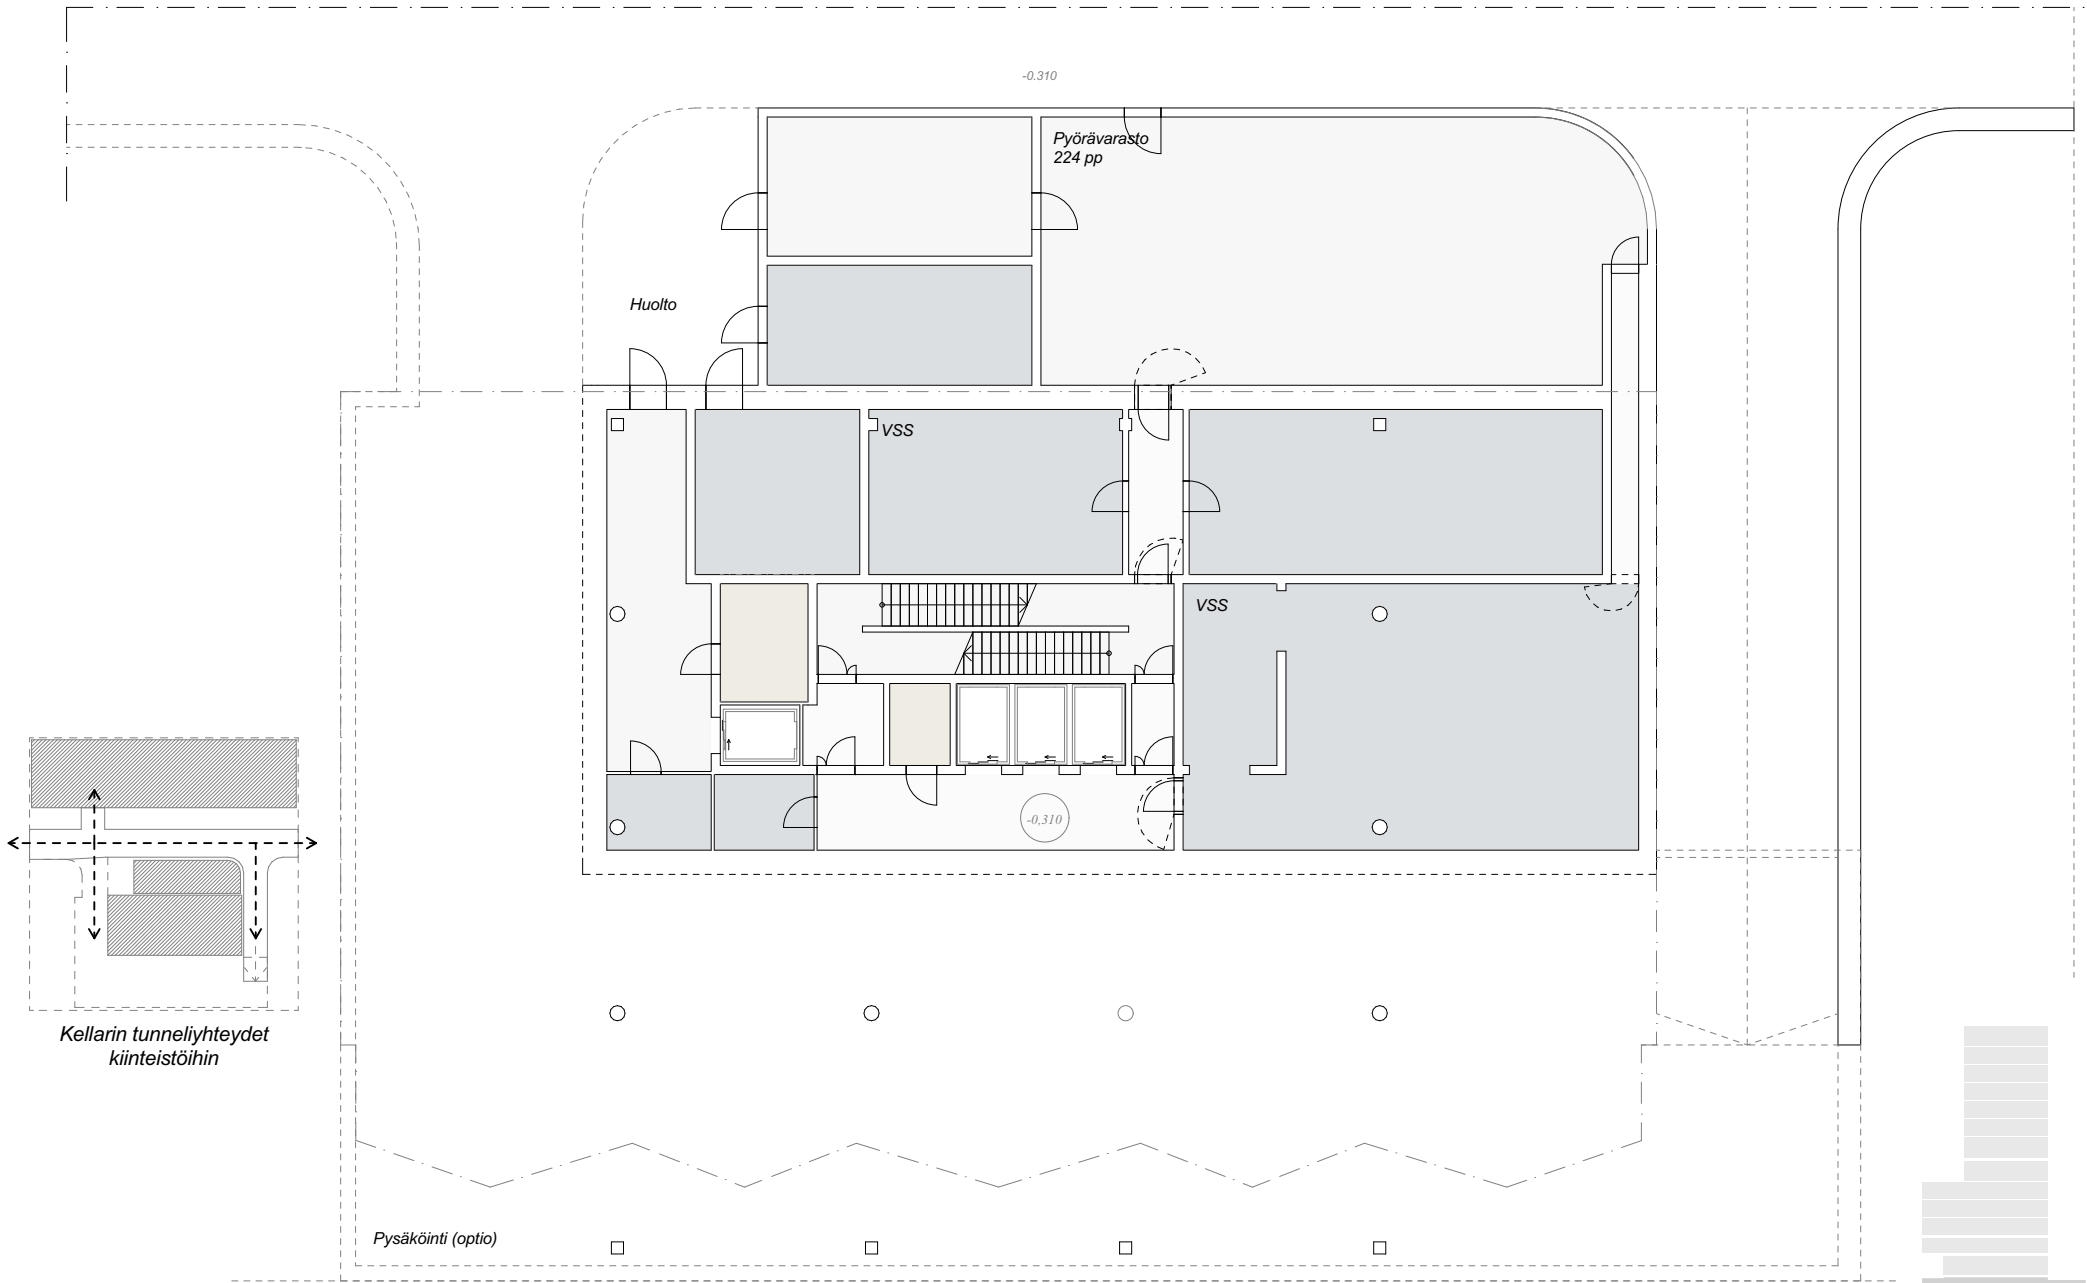 -0.310
Pyörävarasto
224 pp
Huolto
VSS
VSS
-0,310
Kellarin tunneliyhteydet
kiinteistöihin
Pysäköinti (optio)